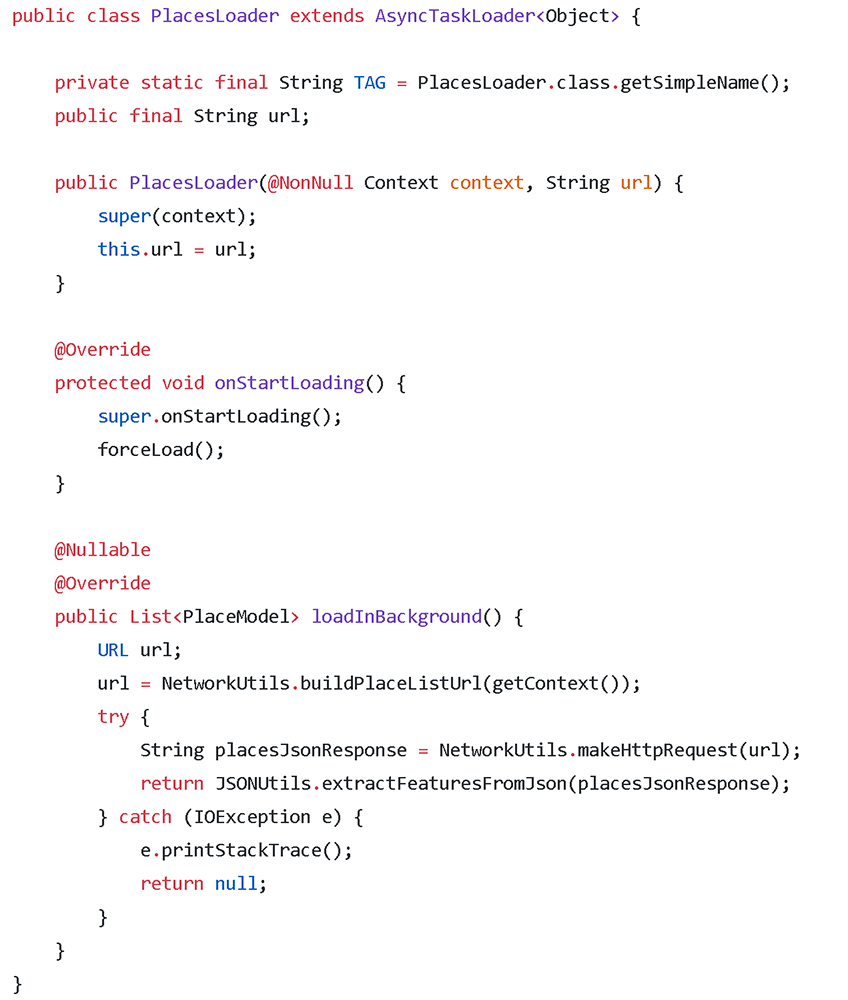 public class PlacesLoader extends AsyncTaskLoader<Object> {

    private static final String TAG = PlacesLoader.class.getSimpleName();
    public final String url;

    public PlacesLoader(@NonNull Context context, String url) {
        super(context);
        this.url = url;
    }

    @Override
    protected void onStartLoading() {
        super.onStartLoading();
        forceLoad();
    }

    @Nullable
    @Override
    public List<PlaceModel> loadInBackground() {
        URL url;
        url = NetworkUtils.buildPlaceListUrl(getContext());
        try {
            String placesJsonResponse = NetworkUtils.makeHttpRequest(url);
            return JSONUtils.extractFeaturesFromJson(placesJsonResponse);
        } catch (IOException e) {
            e.printStackTrace();
            return null;
        }
    }
}